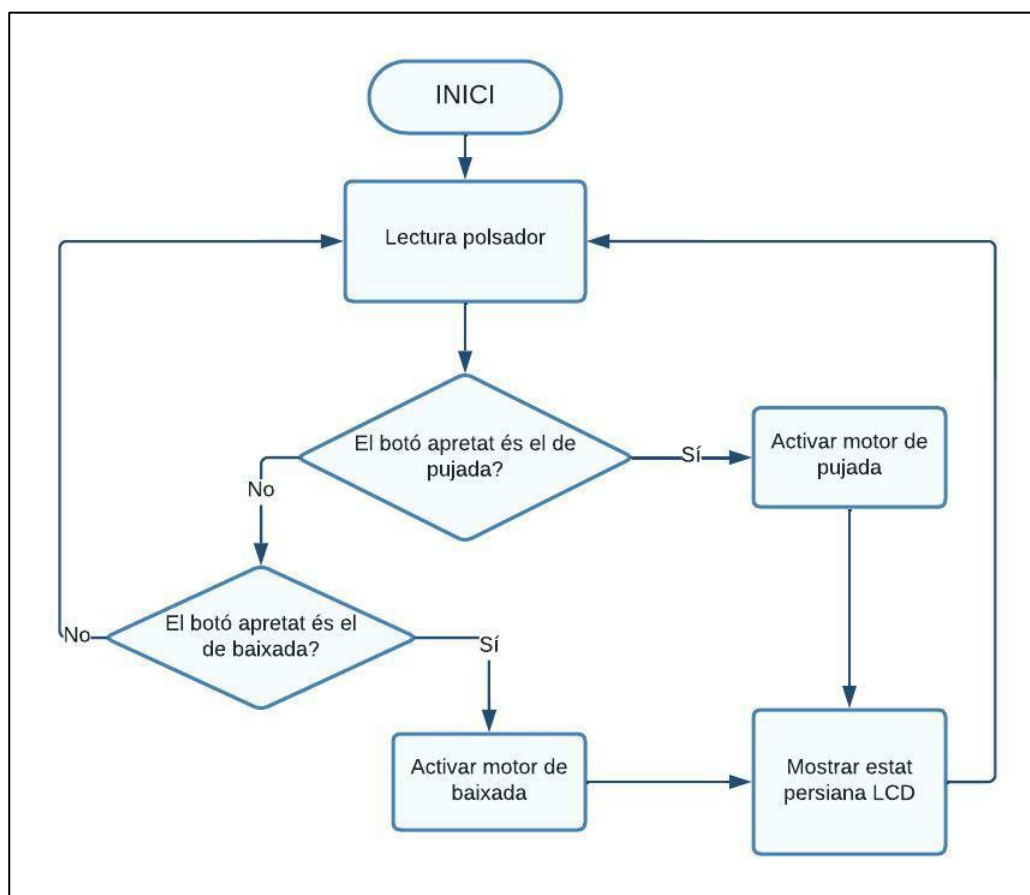 INICI
Lectura polsador
El botó apretat és el de
pujada?
Sí
Activar motor de
pujada
No
El botó apretat és el
de baixada?
No
Sí
Activar motor de
baixada
Mostrar estat
persiana LCD